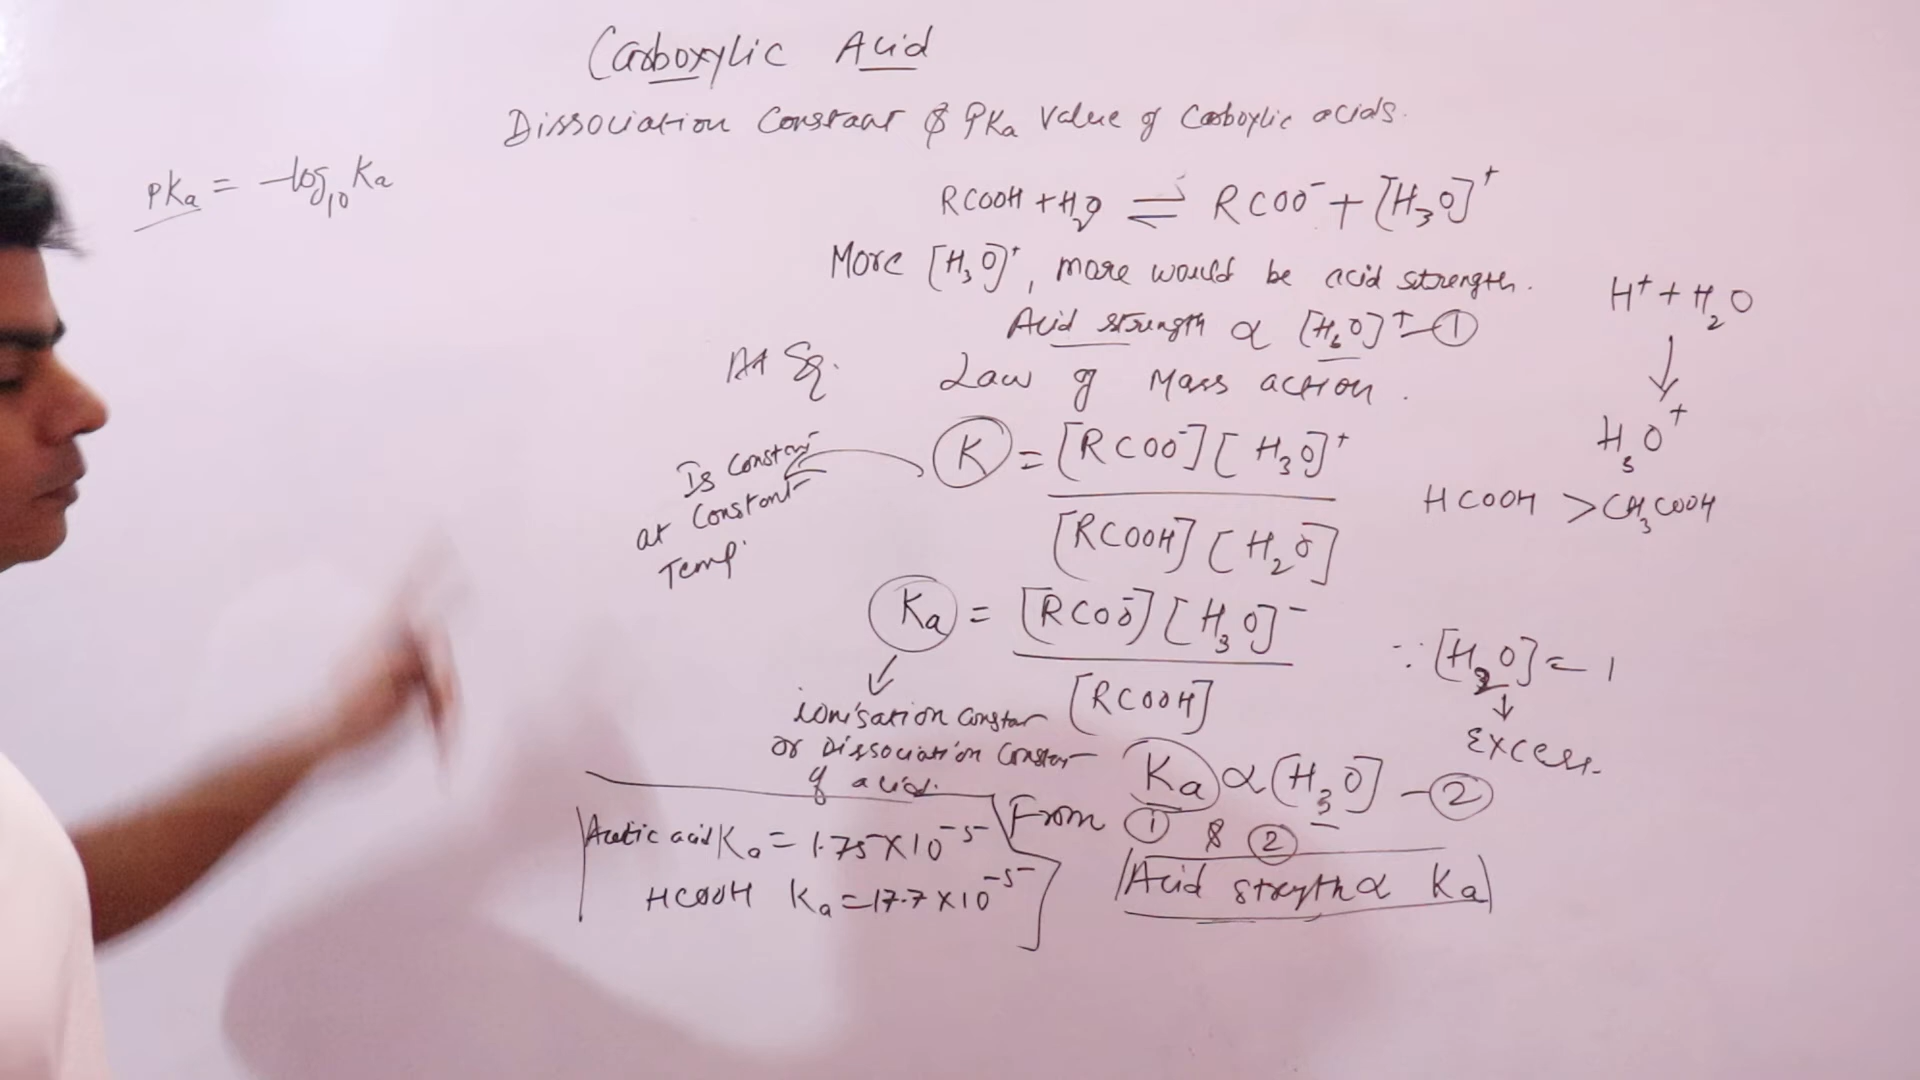 Carboxylic Acid
Dissociation Constant & PKa Value of Carboxylic acids.
pKa = -log10 Ka
RCOOH + H2O ⇌ RCOO- + [H3O]+
More [H3O]+, more would be acid strength.
Acid strength ∝ [H3O]+ - ①
H+ + H2O
↓
H3O+
HCOOH > CH3COOH
At Eq. Law of Mass action.
K = [RCOO-] [H3O]+
[RCOOH] [H2O]
Is Constant
at Constant
Temp.
Ka = [RCOO-] [H3O]-
[RCOOH]
∵ [H2O] = 1
↓
Excess.
ionisation Constant
or Dissociation Constant
of acid.
Ka ∝ [H3O] - ②
From ① & ②
Acid strength ∝ Ka
Acetic acid Ka = 1.75 × 10-5
HCOOH Ka = 17.7 × 10-5